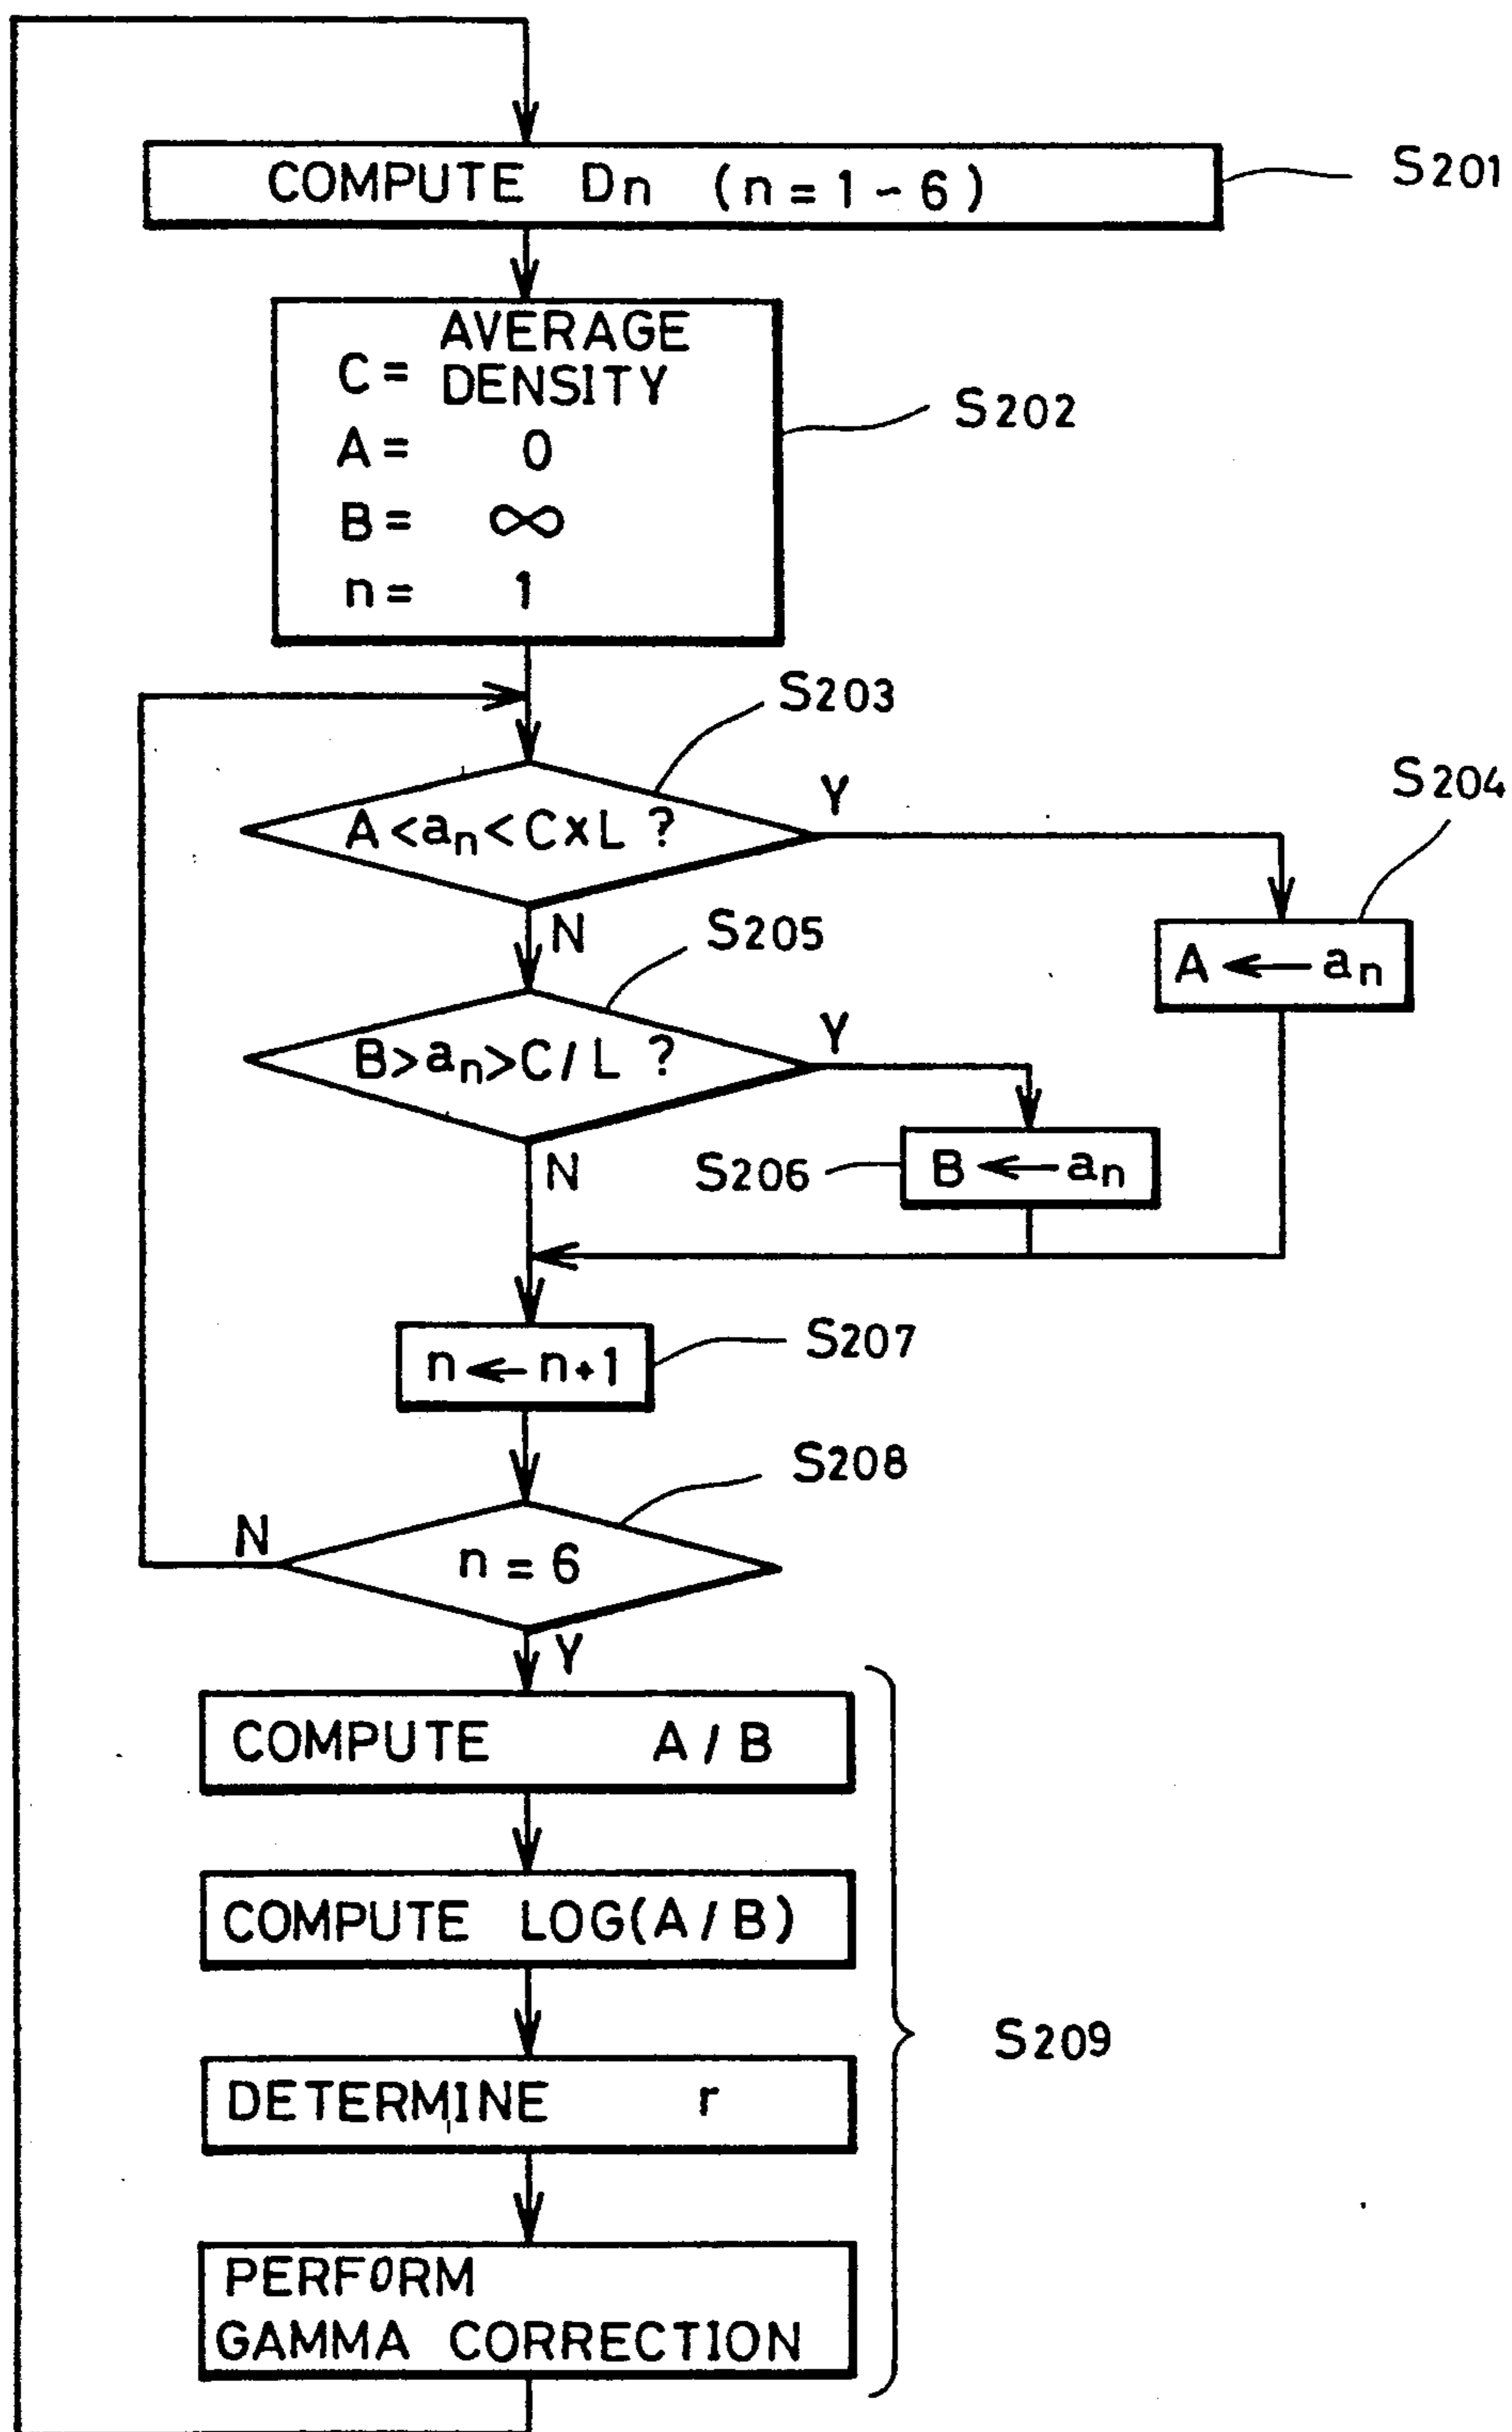 COMPUTE Dn (n=1-6)
S201
AVERAGE
C= DENSITY
A= 0
B= ∞
n= 1
S202
S203
A<an<CxL ?
Y
S204
A ← an
N
S205
B>an>C/L ?
Y
S206
B ← an
N
n ← n+1
S207
S208
n=6
N
Y
COMPUTE A/B
COMPUTE LOG(A/B)
DETERMINE r
PERFORM
GAMMA CORRECTION
S209